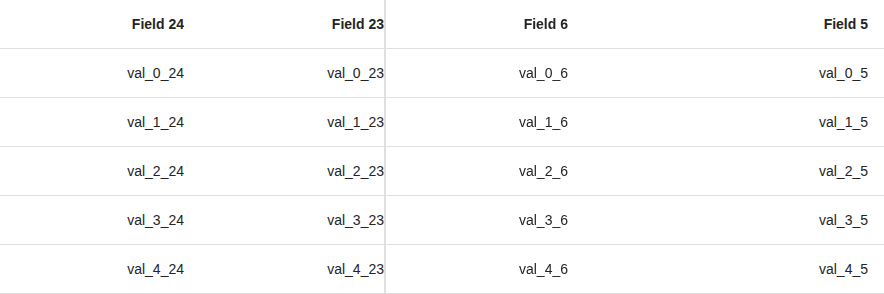 Field 24 Field 23 Field 6 Field 5
val_0_24 val_0_23 val_0_6 val_0_5
val_1_24 val_1_23 val_1_6 val_1_5
val_2_24 val_2_23 val_2_6 val_2_5
val_3_24 val_3_23 val_3_6 val_3_5
val_4_24 val_4_23 val_4_6 val_4_5